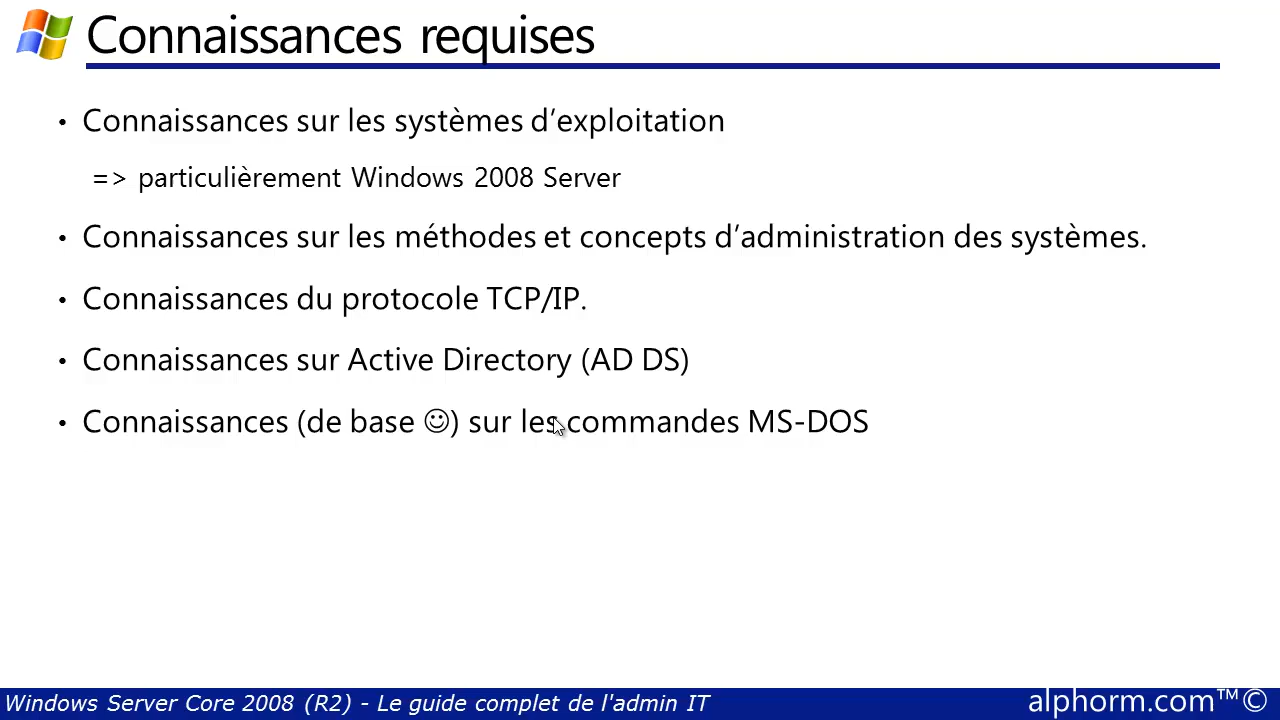 Connaissances requises
• Connaissances sur les systèmes d’exploitation
=> particulièrement Windows 2008 Server
• Connaissances sur les méthodes et concepts d’administration des systèmes.
• Connaissances du protocole TCP/IP.
• Connaissances sur Active Directory (AD DS)
• Connaissances (de base ☺) sur les commandes MS-DOS
Windows Server Core 2008 (R2) - Le guide complet de l'admin IT
alphorm.com™©